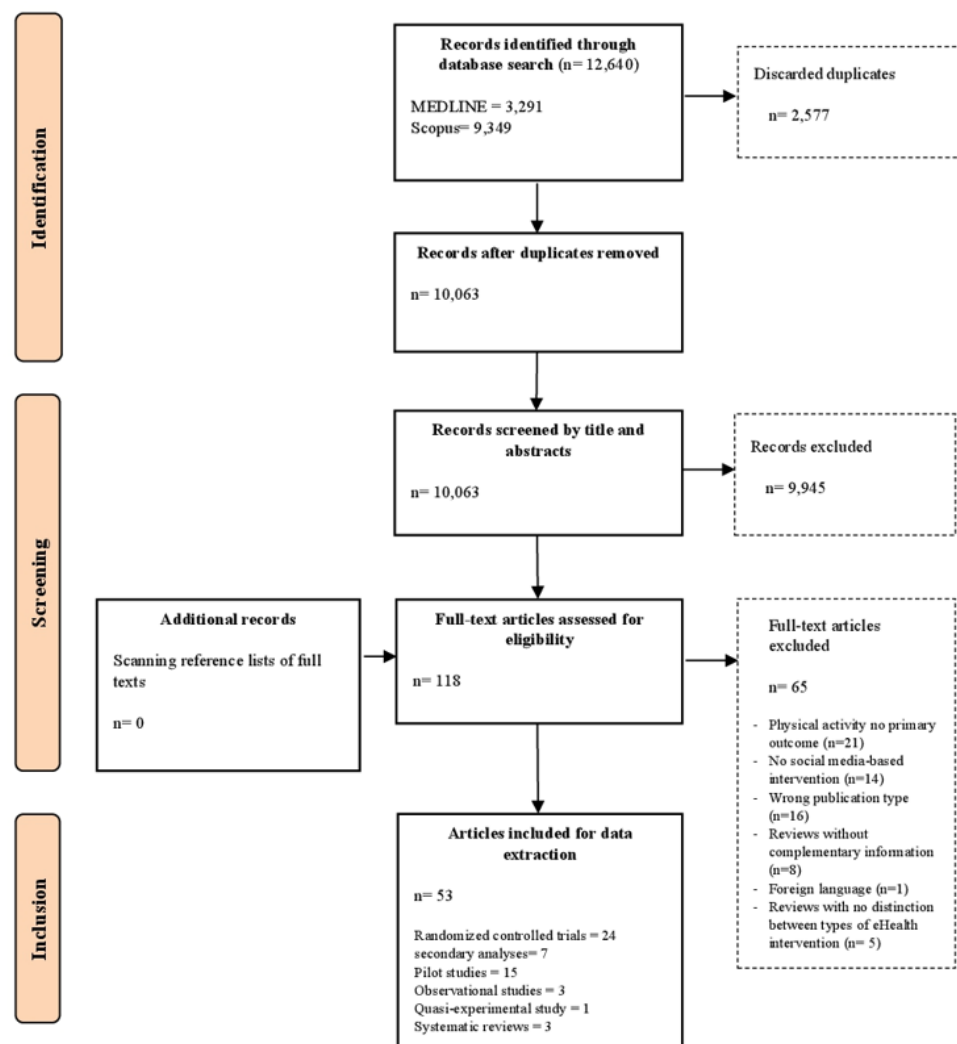 Identification
Records identified through
database search (n= 12,640)
MEDLINE = 3,291
Scopus= 9,349
Discarded duplicates
n= 2,577
Records after duplicates removed
n= 10,063
Screening
Records screened by title and
abstracts
n= 10,063
Records excluded
n= 9,945
Additional records
Scanning reference lists of full
texts
n= 0
Full-text articles assessed for
eligibility
n= 118
Full-text articles
excluded
n= 65
- Physical activity no primary
outcome (n=21)
- No social media-based
intervention (n=14)
- Wrong publication type
(n=16)
- Reviews without
complementary information
(n=8)
- Foreign language (n=1)
- Reviews with no distinction
between types of eHealth
intervention (n= 5)
Inclusion
Articles included for data
extraction
n= 53
Randomized controlled trials = 24
secondary analyses= 7
Pilot studies = 15
Observational studies = 3
Quasi-experimental study = 1
Systematic reviews = 3